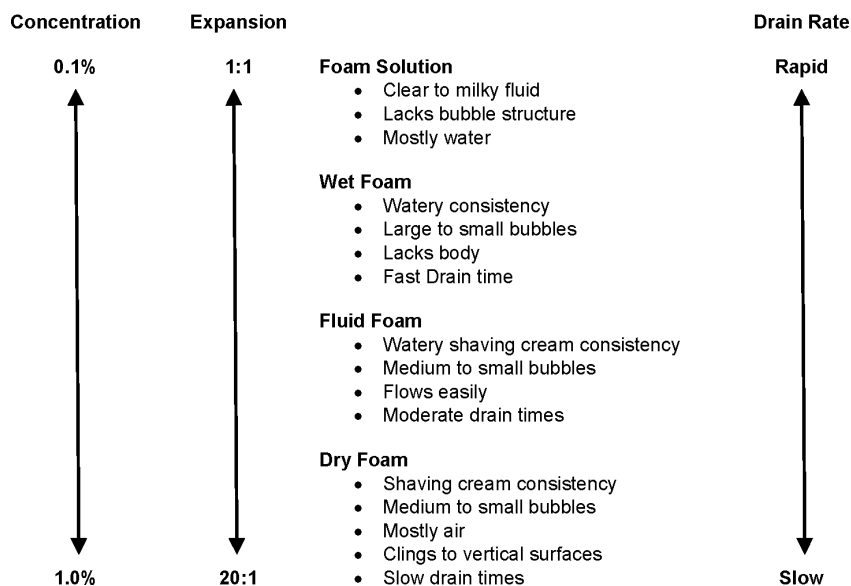 Concentration Expansion Drain Rate
0.1% 1:1 Foam Solution Rapid
• Clear to milky fluid
• Lacks bubble structure
• Mostly water
Wet Foam
• Watery consistency
• Large to small bubbles
• Lacks body
• Fast Drain time
Fluid Foam
• Watery shaving cream consistency
• Medium to small bubbles
• Flows easily
• Moderate drain times
Dry Foam
• Shaving cream consistency
• Medium to small bubbles
• Mostly air
• Clings to vertical surfaces
1.0% 20:1 • Slow drain times Slow